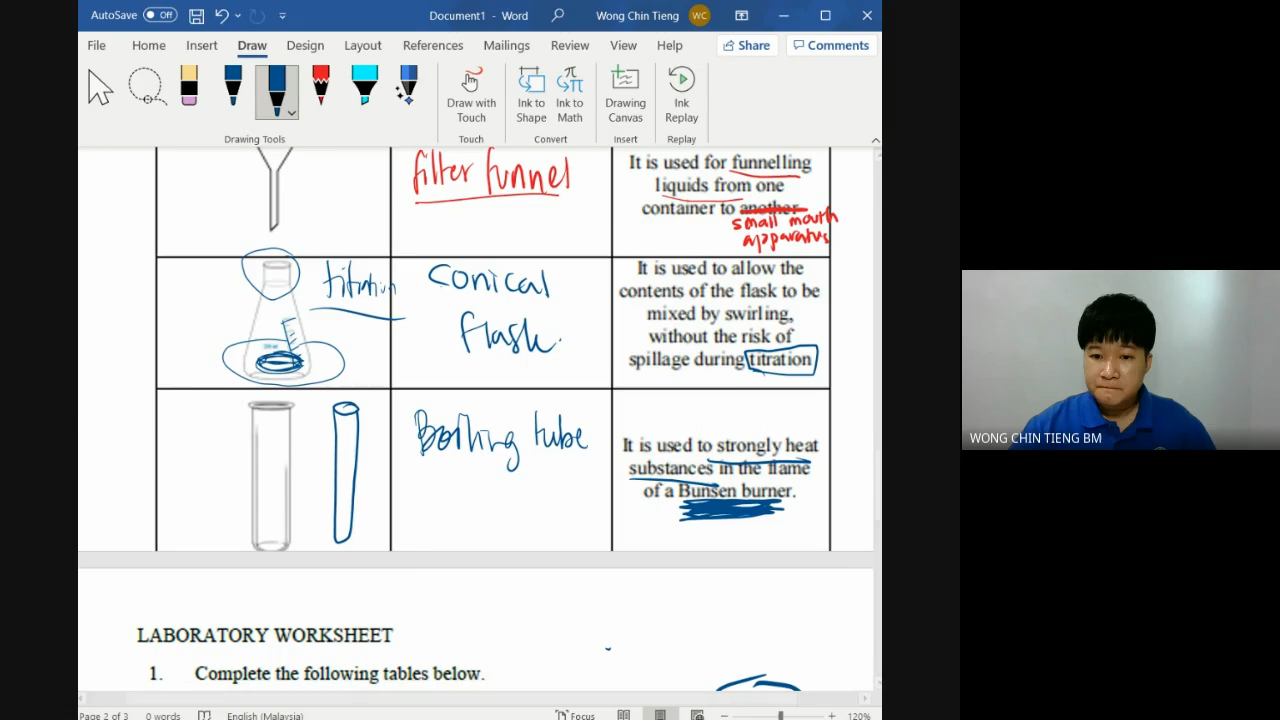 AutoSave Off Document1 - Word Wong Chin Tieng WC
File Home Insert Draw Design Layout References Mailings Review View Help Share Comments
Draw with Touch
Ink to Shape
Ink to Math
Drawing Canvas
Ink Replay
Drawing Tools Touch Convert Insert Replay
filter funnel
It is used for funnelling
liquids from one
container to another
small mouth
apparatus
titration
Conical
flask.
It is used to allow the
contents of the flask to be
mixed by swirling,
without the risk of
spillage during titration
Boiling tube
It is used to strongly heat
substances in the flame
of a Bunsen burner.
LABORATORY WORKSHEET
1. Complete the following tables below.
Page 2 of 3 0 words English (Malaysia) Focus 120%
WONG CHIN TIENG BM